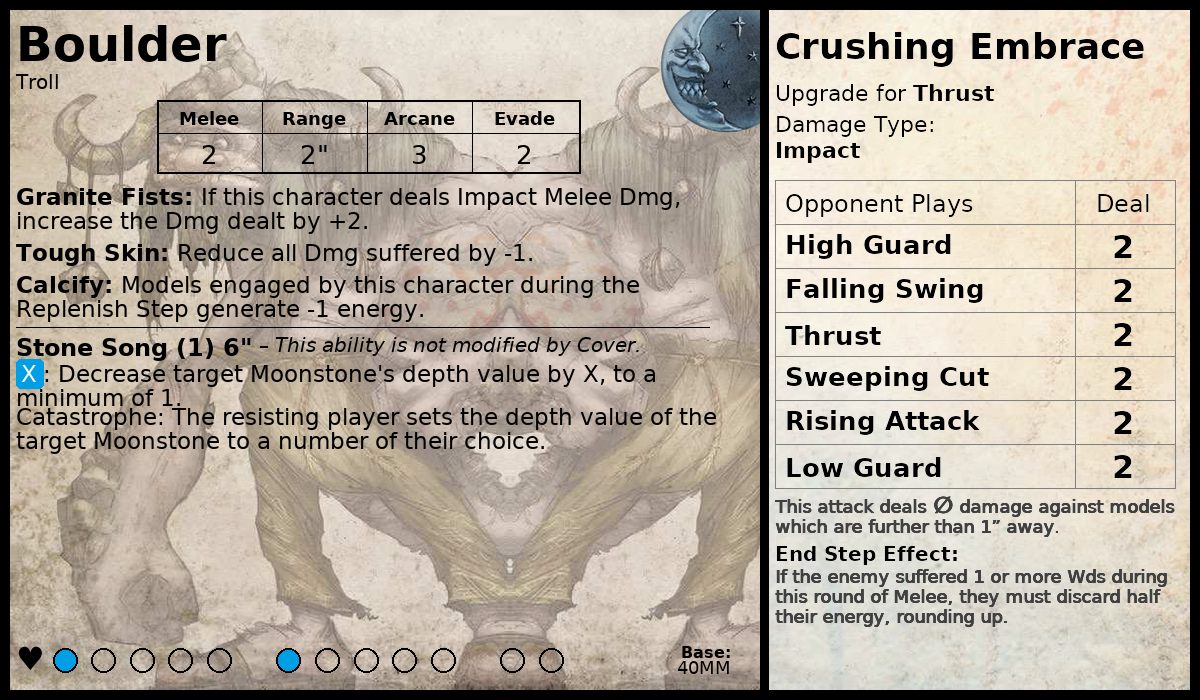 Boulder
Troll
Melee Range Arcane Evade
2 2" 3 2
Granite Fists: If this character deals Impact Melee Dmg,
increase the Dmg dealt by +2.
Tough Skin: Reduce all Dmg suffered by -1.
Calcify: Models engaged by this character during the
Replenish Step generate -1 energy.
Stone Song (1) 6" – This ability is not modified by Cover.
X: Decrease target Moonstone's depth value by X, to a
minimum of 1.
Catastrophe: The resisting player sets the depth value of the
target Moonstone to a number of their choice.
Base:
40MM
Crushing Embrace
Upgrade for Thrust
Damage Type:
Impact
Opponent Plays Deal
High Guard 2
Falling Swing 2
Thrust 2
Sweeping Cut 2
Rising Attack 2
Low Guard 2
This attack deals Ø damage against models
which are further than 1” away.
End Step Effect:
If the enemy suffered 1 or more Wds during
this round of Melee, they must discard half
their energy, rounding up.